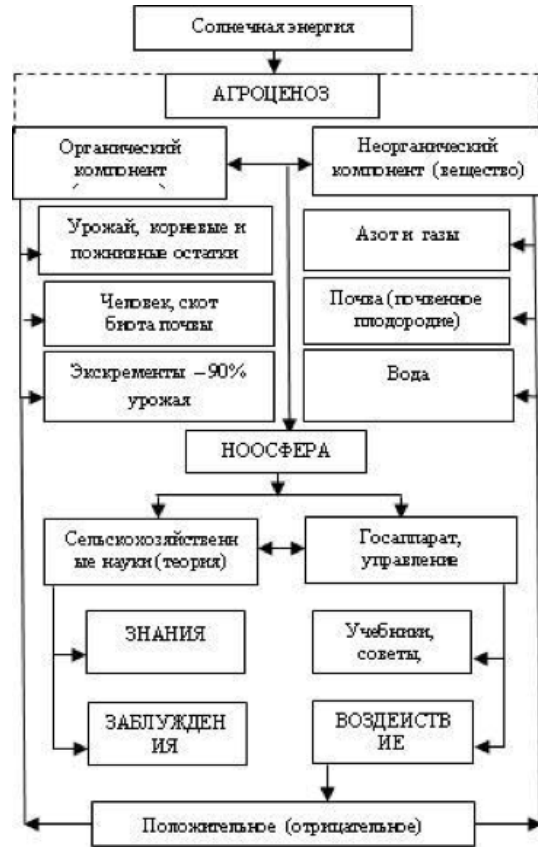 Солнечная энергия
АГРОЦЕНОЗ
Органический
компонент
Неорганический
компонент (вещество)
Урожай, корневые и
пожнивные остатки
Азот и газы
Человек, скот
биота почвы
Почва (почвенное
плодородие)
Экскременты –90%
урожая
Вода
НООСФЕРА
Сельскохозяйственн
ые науки (теория)
Госаппарат,
управление
ЗНАНИЯ
Учебники,
советы,
ЗАБЛУЖДЕН
ИЯ
ВОЗДЕЙСТВ
ИЕ
Положительное (отрицательное)